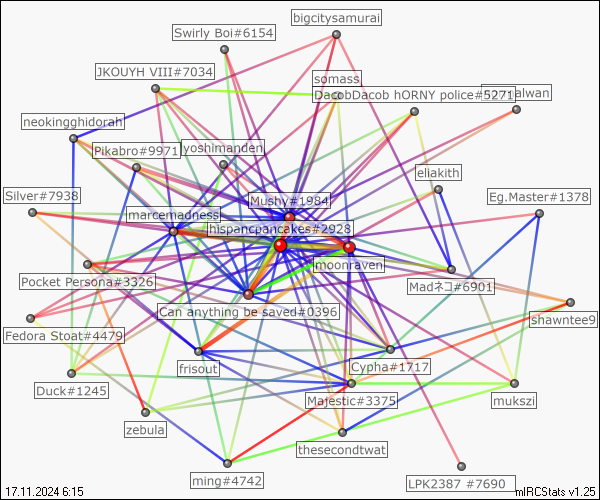 bigcitysamurai
Swirly Boi#6154
JKOUYH VIII#7034
somass
DacobDacob hORNY police#5271
alwan
neokingghidorah
Pikabro#9971
yoshimanden
eliakith
Silver#7938
Mushy#1984
Eg.Master#1378
marcemadness
hispancpancakes#2928
moonraven
Pocket Persona#3326
Madネコ#6901
Can anything be saved#0396
shawntee9
Fedora Stoat#4479
frisout
Cypha#1717
Duck#1245
Majestic#3375
mukszi
zebula
thesecondtwat
ming#4742
LPK2387 #7690
17.11.2024 6:15
mIRCStats v1.25